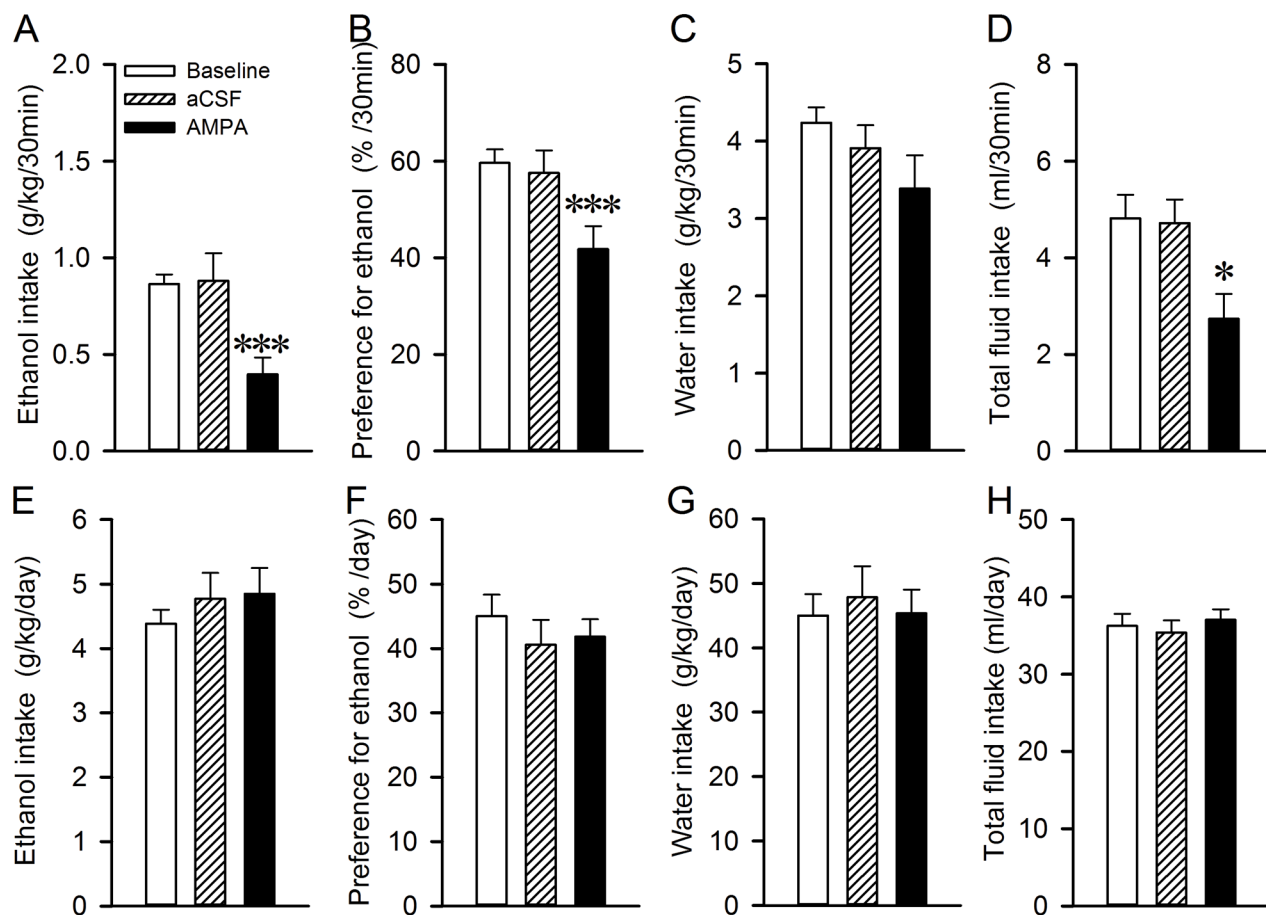 A
Ethanol intake (g/kg/30min)
2.0
1.5
1.0
0.5
0.0
Baseline
aCSF
AMPA
***
B
Preference for ethanol (% /30min)
80
60
40
20
0
***
C
Water intake (g/kg/30min)
5
4
3
2
1
0
D
Total fluid intake (ml/30min)
8
6
4
2
0
*
E
Ethanol intake (g/kg/day)
6
5
4
3
2
1
0
F
Preference for ethanol (% /day)
60
50
40
30
20
10
0
G
Water intake (g/kg/day)
60
50
40
30
20
10
0
H
Total fluid intake (ml/day)
50
40
30
20
10
0